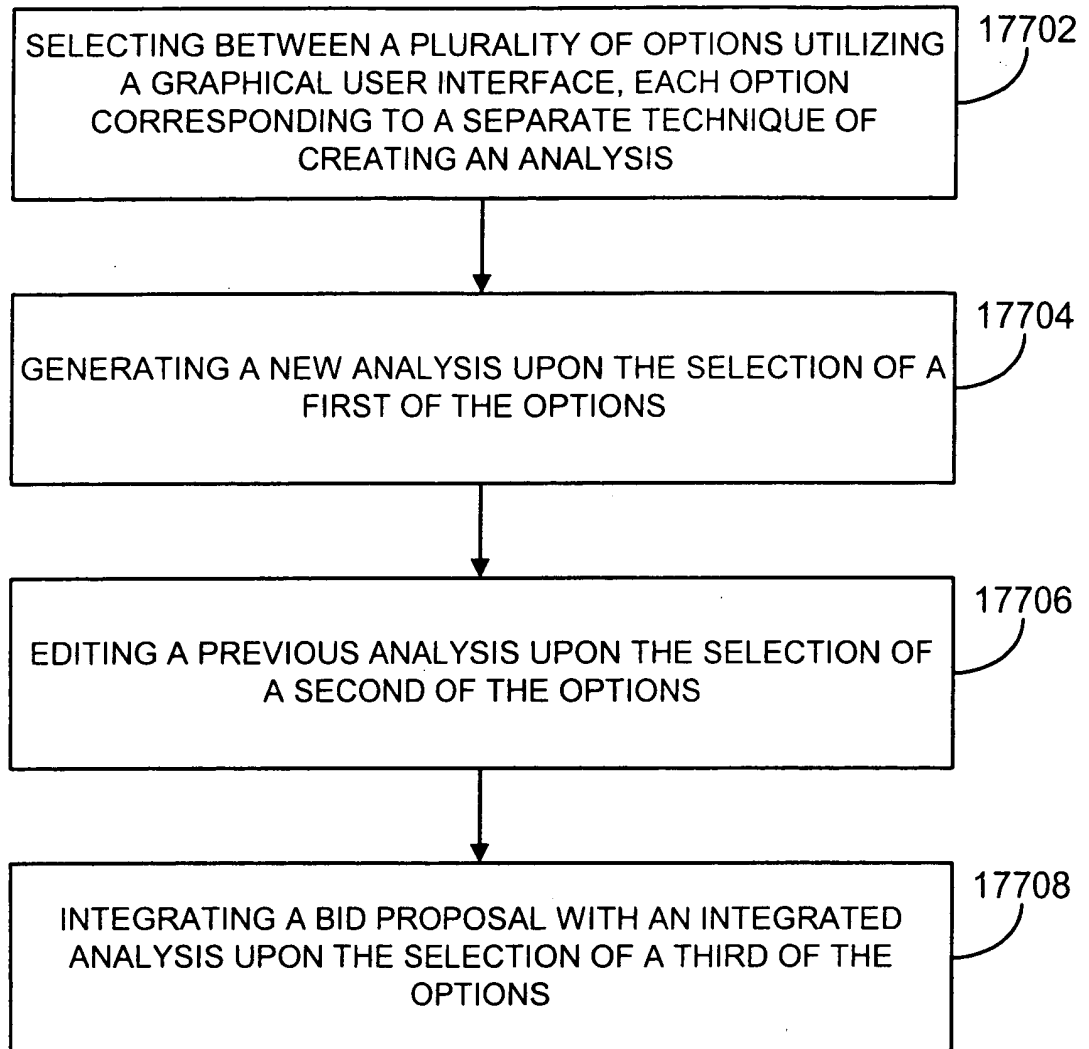 SELECTING BETWEEN A PLURALITY OF OPTIONS UTILIZING
A GRAPHICAL USER INTERFACE, EACH OPTION
CORRESPONDING TO A SEPARATE TECHNIQUE OF
CREATING AN ANALYSIS
17702
GENERATING A NEW ANALYSIS UPON THE SELECTION OF A
FIRST OF THE OPTIONS
17704
EDITING A PREVIOUS ANALYSIS UPON THE SELECTION OF
A SECOND OF THE OPTIONS
17706
INTEGRATING A BID PROPOSAL WITH AN INTEGRATED
ANALYSIS UPON THE SELECTION OF A THIRD OF THE
OPTIONS
17708